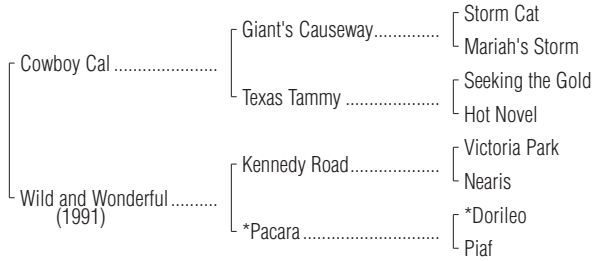 Storm Cat
Giant's Causeway..............
Mariah's Storm
Cowboy Cal ......................
Seeking the Gold
Texas Tammy ....................
Hot Novel
Victoria Park
Kennedy Road...................
Nearis
Wild and Wonderful ..........
(1991)
*Dorileo
*Pacara .............................
Piaf